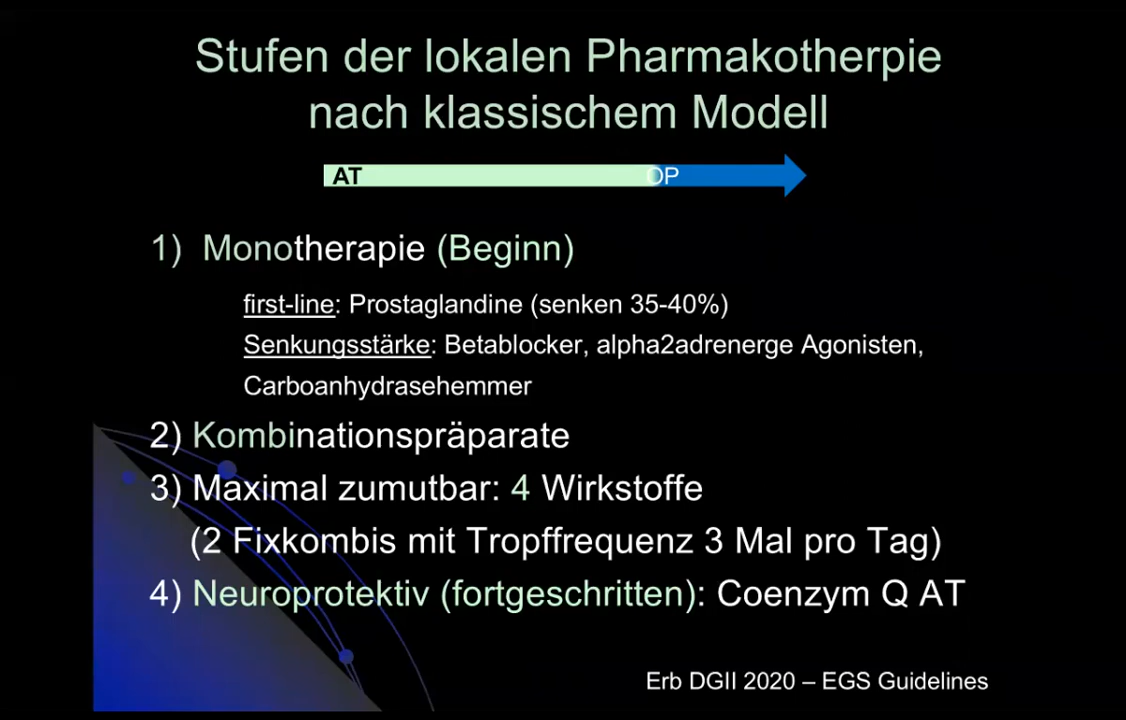 Stufen der lokalen Pharmakotherpie
nach klassischem Modell
AT OP
1) Monotherapie (Beginn)
first-line: Prostaglandine (senken 35-40%)
Senkungsstärke: Betablocker, alpha2adrenerge Agonisten,
Carboanhydrasehemmer
2) Kombinationspräparate
3) Maximal zumutbar: 4 Wirkstoffe
(2 Fixkombis mit Tropffrequenz 3 Mal pro Tag)
4) Neuroprotektiv (fortgeschritten): Coenzym Q AT
Erb DGII 2020 – EGS Guidelines